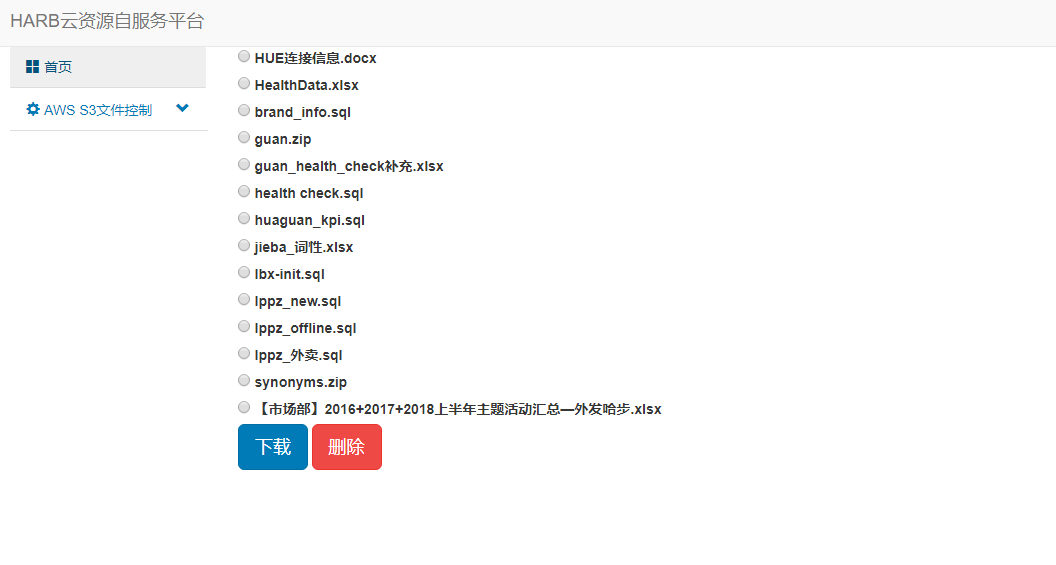 HARB云资源自服务平台
首页
AWS S3文件控制
HUE连接信息.docx
HealthData.xlsx
brand_info.sql
guan.zip
guan_health_check补充.xlsx
health check.sql
huaguan_kpi.sql
jieba_词性.xlsx
lbx-init.sql
lppz_new.sql
lppz_offline.sql
lppz_外卖.sql
synonyms.zip
【市场部】2016+2017+2018上半年主题活动汇总—外发哈步.xlsx
下载 删除